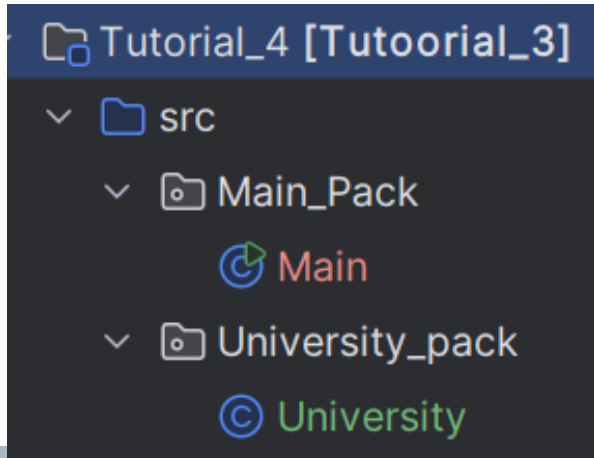 Tutorial_4 [Tutoorial_3]
src
Main_Pack
Main
University_pack
University